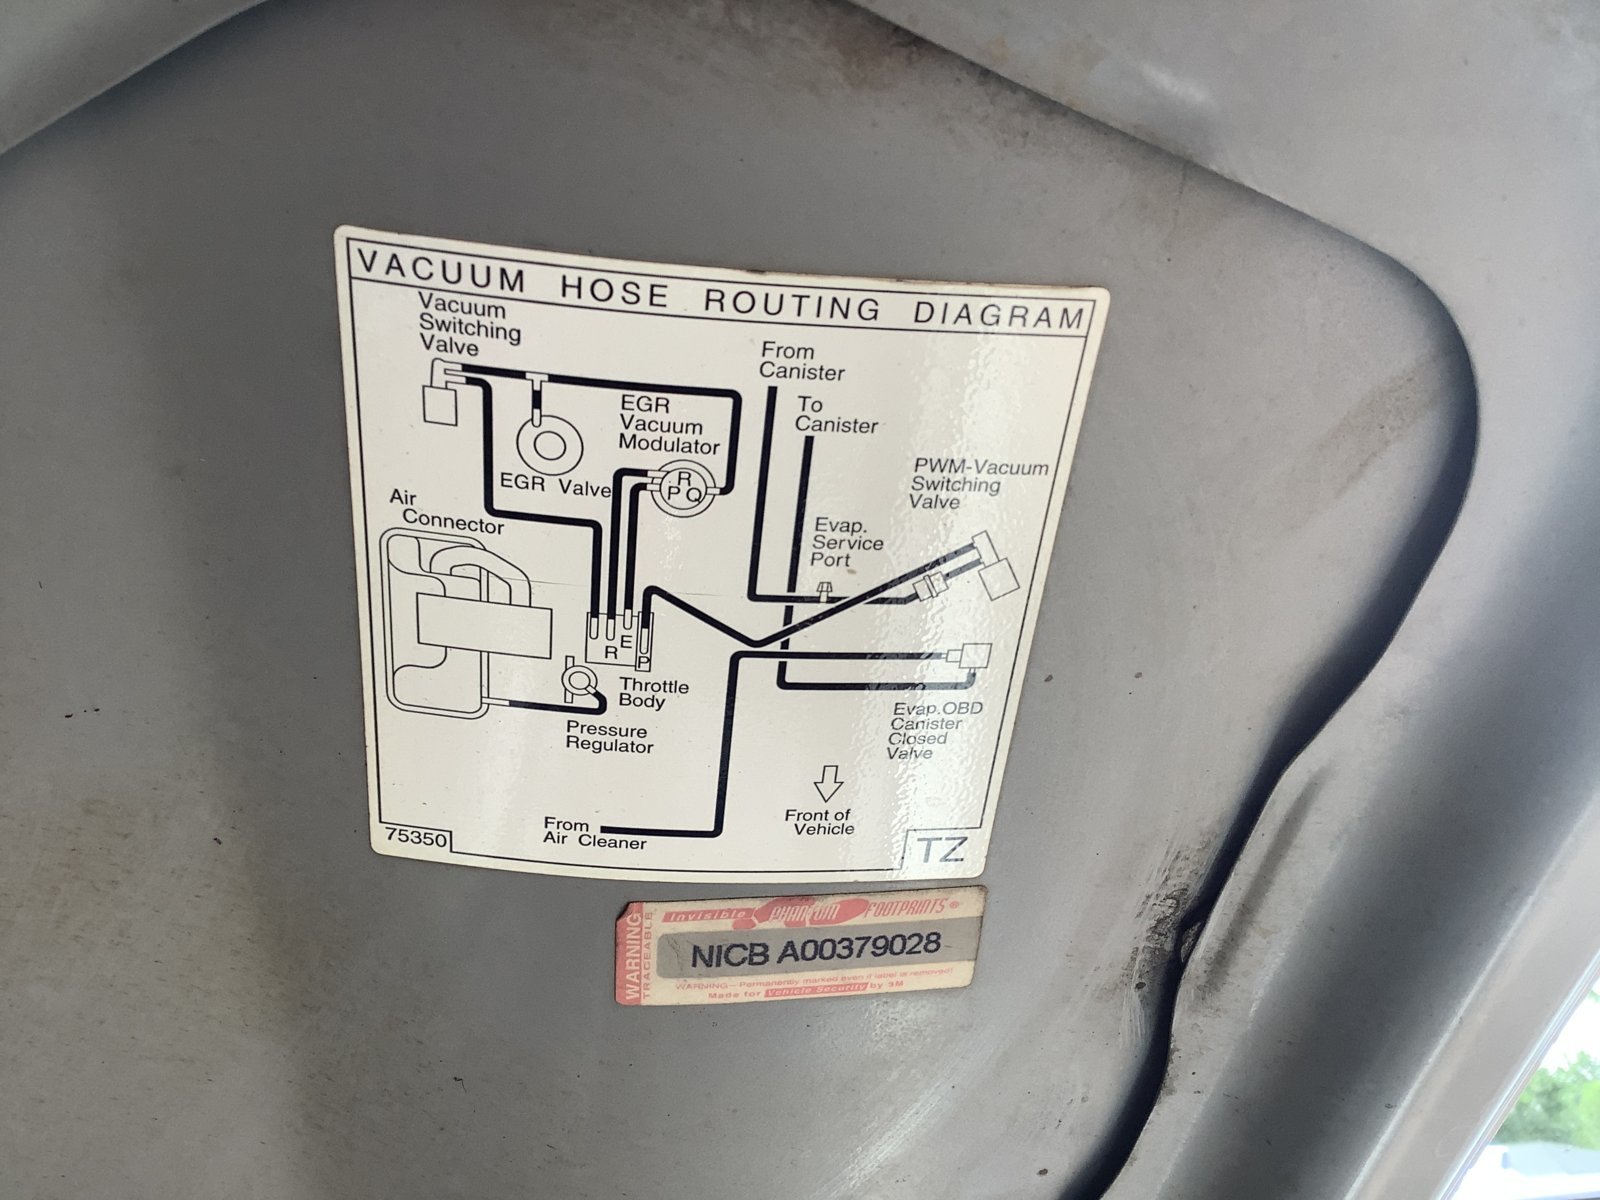 VACUUM HOSE ROUTING DIAGRAM
Vacuum
Switching
Valve
From
Canister
To
Canister
EGR
Vacuum
Modulator
R
P Q
EGR Valve
PWM-Vacuum
Switching
Valve
Air
Connector
Evap.
Service
Port
E
R
P
Throttle
Body
Pressure
Regulator
Evap.OBD
Canister
Closed
Valve
Front of
Vehicle
From
Air Cleaner
75350
TZ
WARNING
TRACEABLE
Invisible PHANTOM FOOTPRINTS®
NICB A00379028
WARNING - Permanently marked even if label is removed!
Made for Vehicle Security by 3M